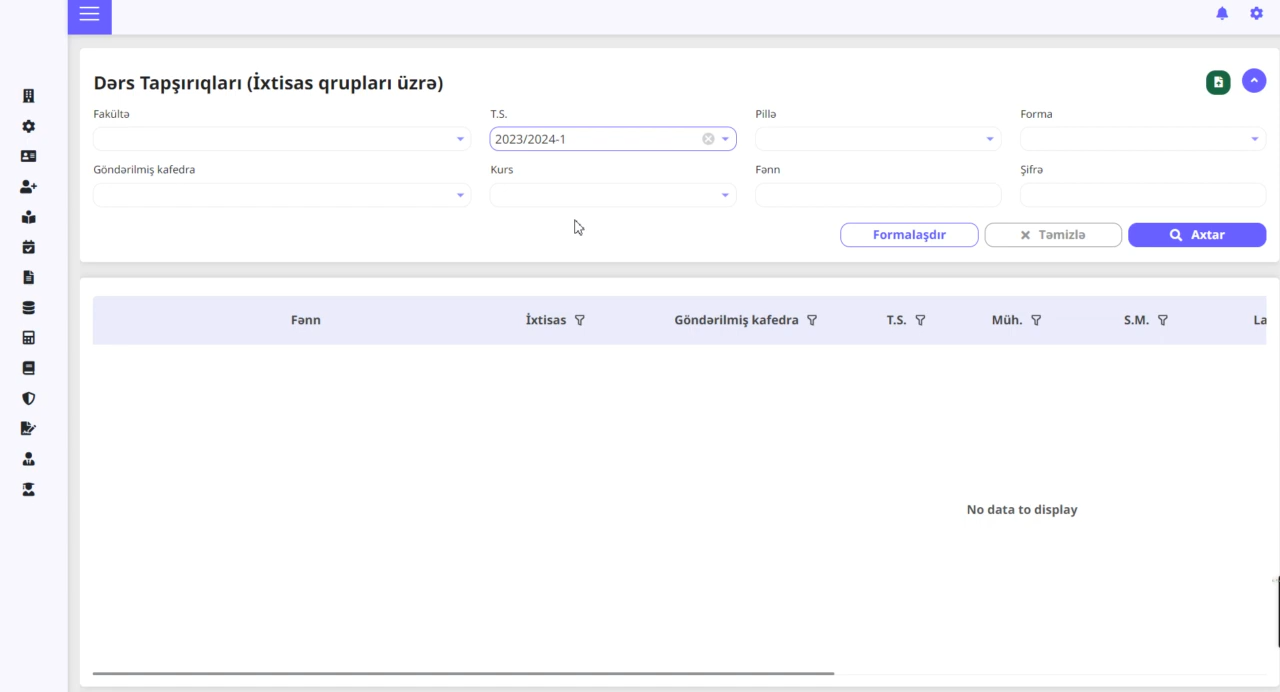 Dərs Tapşırıqları (İxtisas qrupları üzrə)
Fakültə T.S. Pillə Forma
2023/2024-1
Göndərilmiş kafedra Kurs Fənn Şifrə
Formalaşdır Təmizlə Axtar
Fənn İxtisas Göndərilmiş kafedra T.S. Müh. S.M. La
No data to display